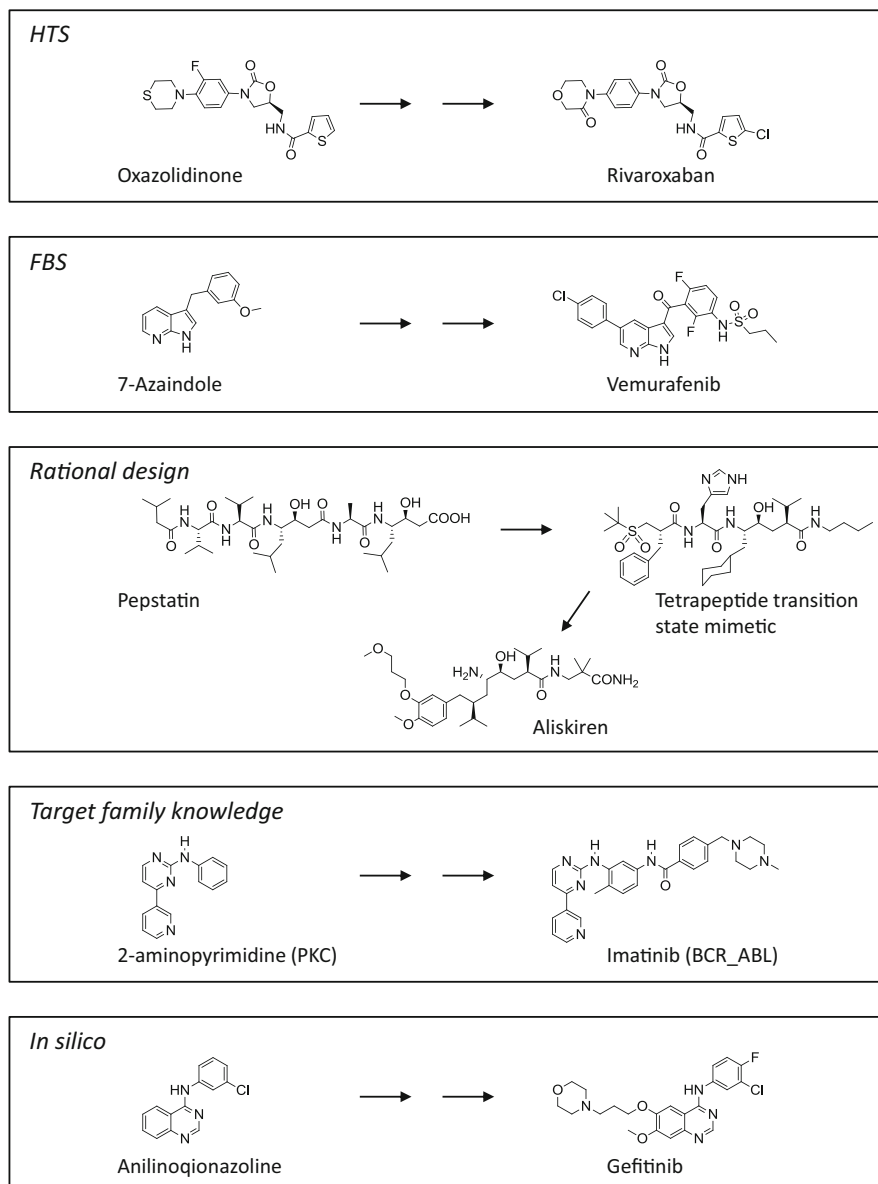 HTS
Oxazolidinone
Rivaroxaban
FBS
7-Azaindole
Vemurafenib
Rational design
Pepstatin
Tetrapeptide transition
state mimetic
Aliskiren
Target family knowledge
2-aminopyrimidine (PKC)
Imatinib (BCR_ABL)
In silico
Anilinoqionazoline
Gefitinib